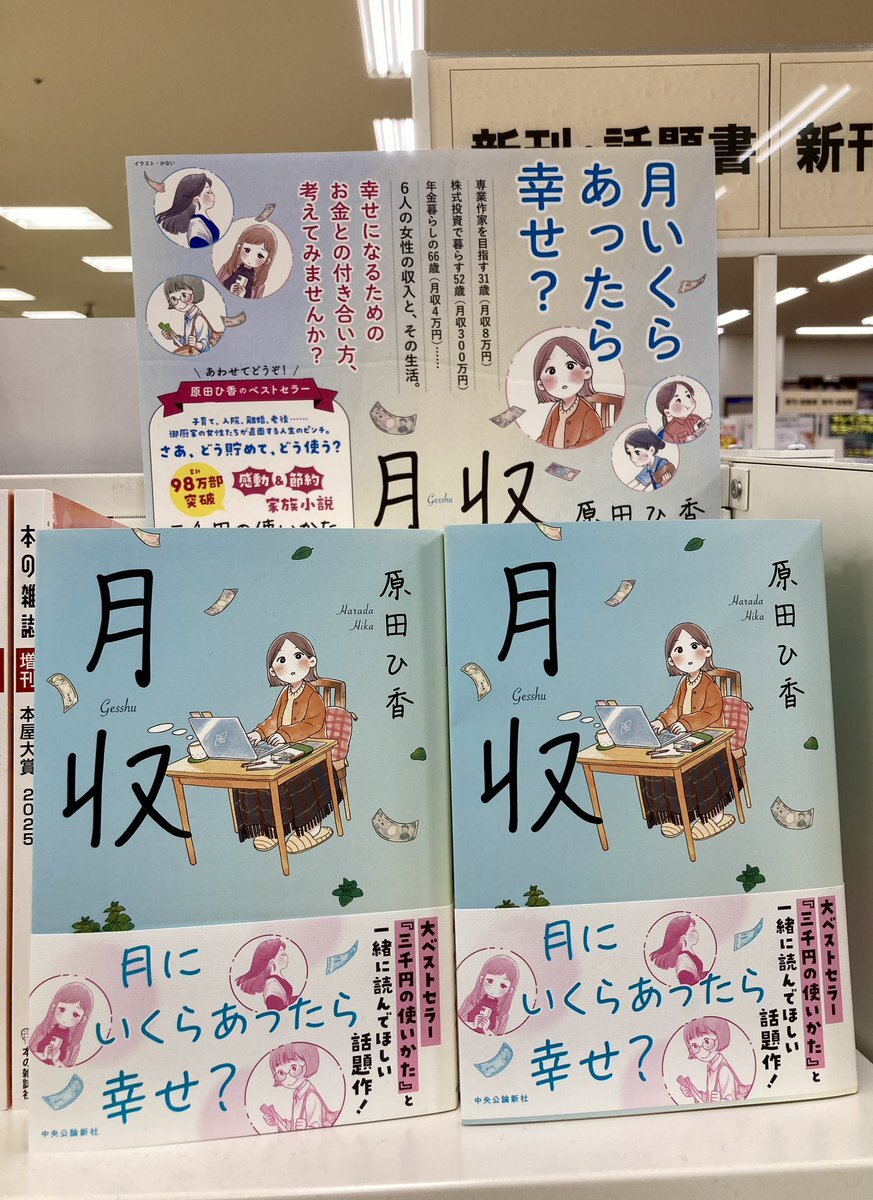 新刊・話題書
新刊
イラスト・かない
月いくら
あったら
幸せ？
専業作家を目指す31歳（月収8万円）
株式投資で暮らす52歳（月収300万円）
年金暮らしの66歳（月収4万円）……
6人の女性の収入と、その生活。
幸せになるための
お金との付き合い方、
考えてみませんか？
あわせてどうぞ！
原田ひ香のベストセラー
子育て、入院、離婚、老後……
御厨家の女性たちが直面する人生のピンチ。
さあ、どう貯めて、どう使う？
累計
98万部
突破
感動&節約
家族小説
月収
Gesshu
原田ひ香
本の雑誌
増刊
本屋大賞
2025
本の雑誌社
月収
Gesshu
原田ひ香
Harada
Hika
大ベストセラー
『三千円の使いかた』と
一緒に読んでほしい
話題作！
月に
いくらあったら
幸せ？
中央公論新社
月収
Gesshu
原田ひ香
Harada
Hika
大ベストセラー
『三千円の使いかた』と
一緒に読んでほしい
話題作！
月に
いくらあったら
幸せ？
中央公論新社